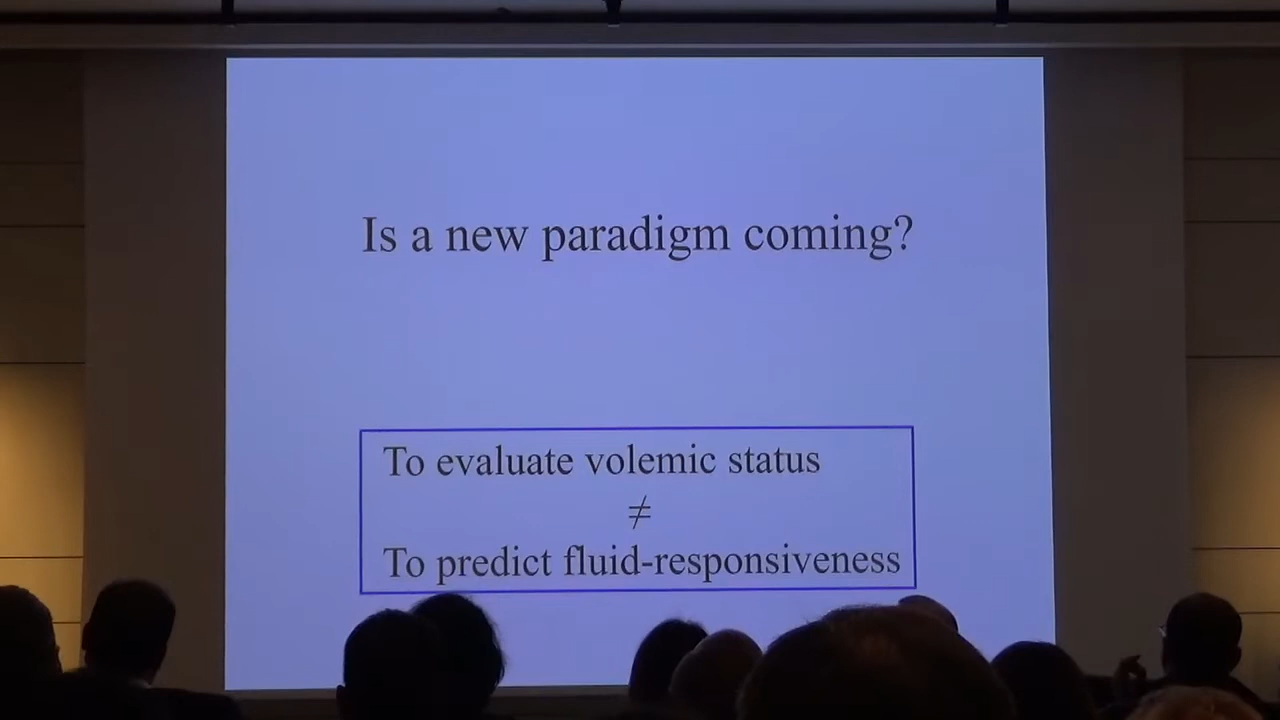 Is a new paradigm coming?
To evaluate volemic status
≠
To predict fluid-responsiveness